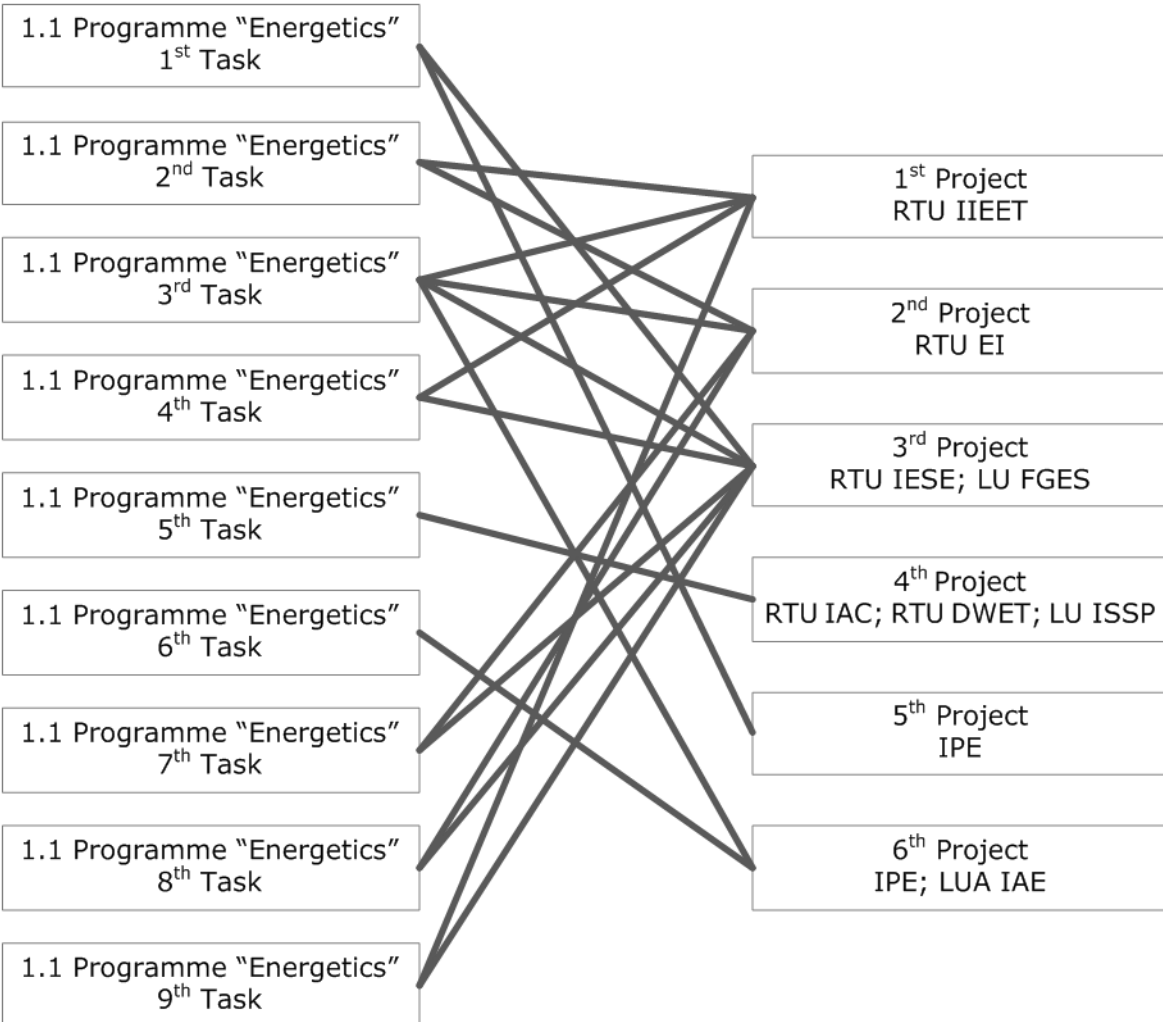 1.1 Programme “Energetics”
1st Task
1.1 Programme “Energetics”
2nd Task
1.1 Programme “Energetics”
3rd Task
1.1 Programme “Energetics”
4th Task
1.1 Programme “Energetics”
5th Task
1.1 Programme “Energetics”
6th Task
1.1 Programme “Energetics”
7th Task
1.1 Programme “Energetics”
8th Task
1.1 Programme “Energetics”
9th Task
1st Project
RTU IIEET
2nd Project
RTU EI
3rd Project
RTU IESE; LU FGES
4th Project
RTU IAC; RTU DWET; LU ISSP
5th Project
IPE
6th Project
IPE; LUA IAE